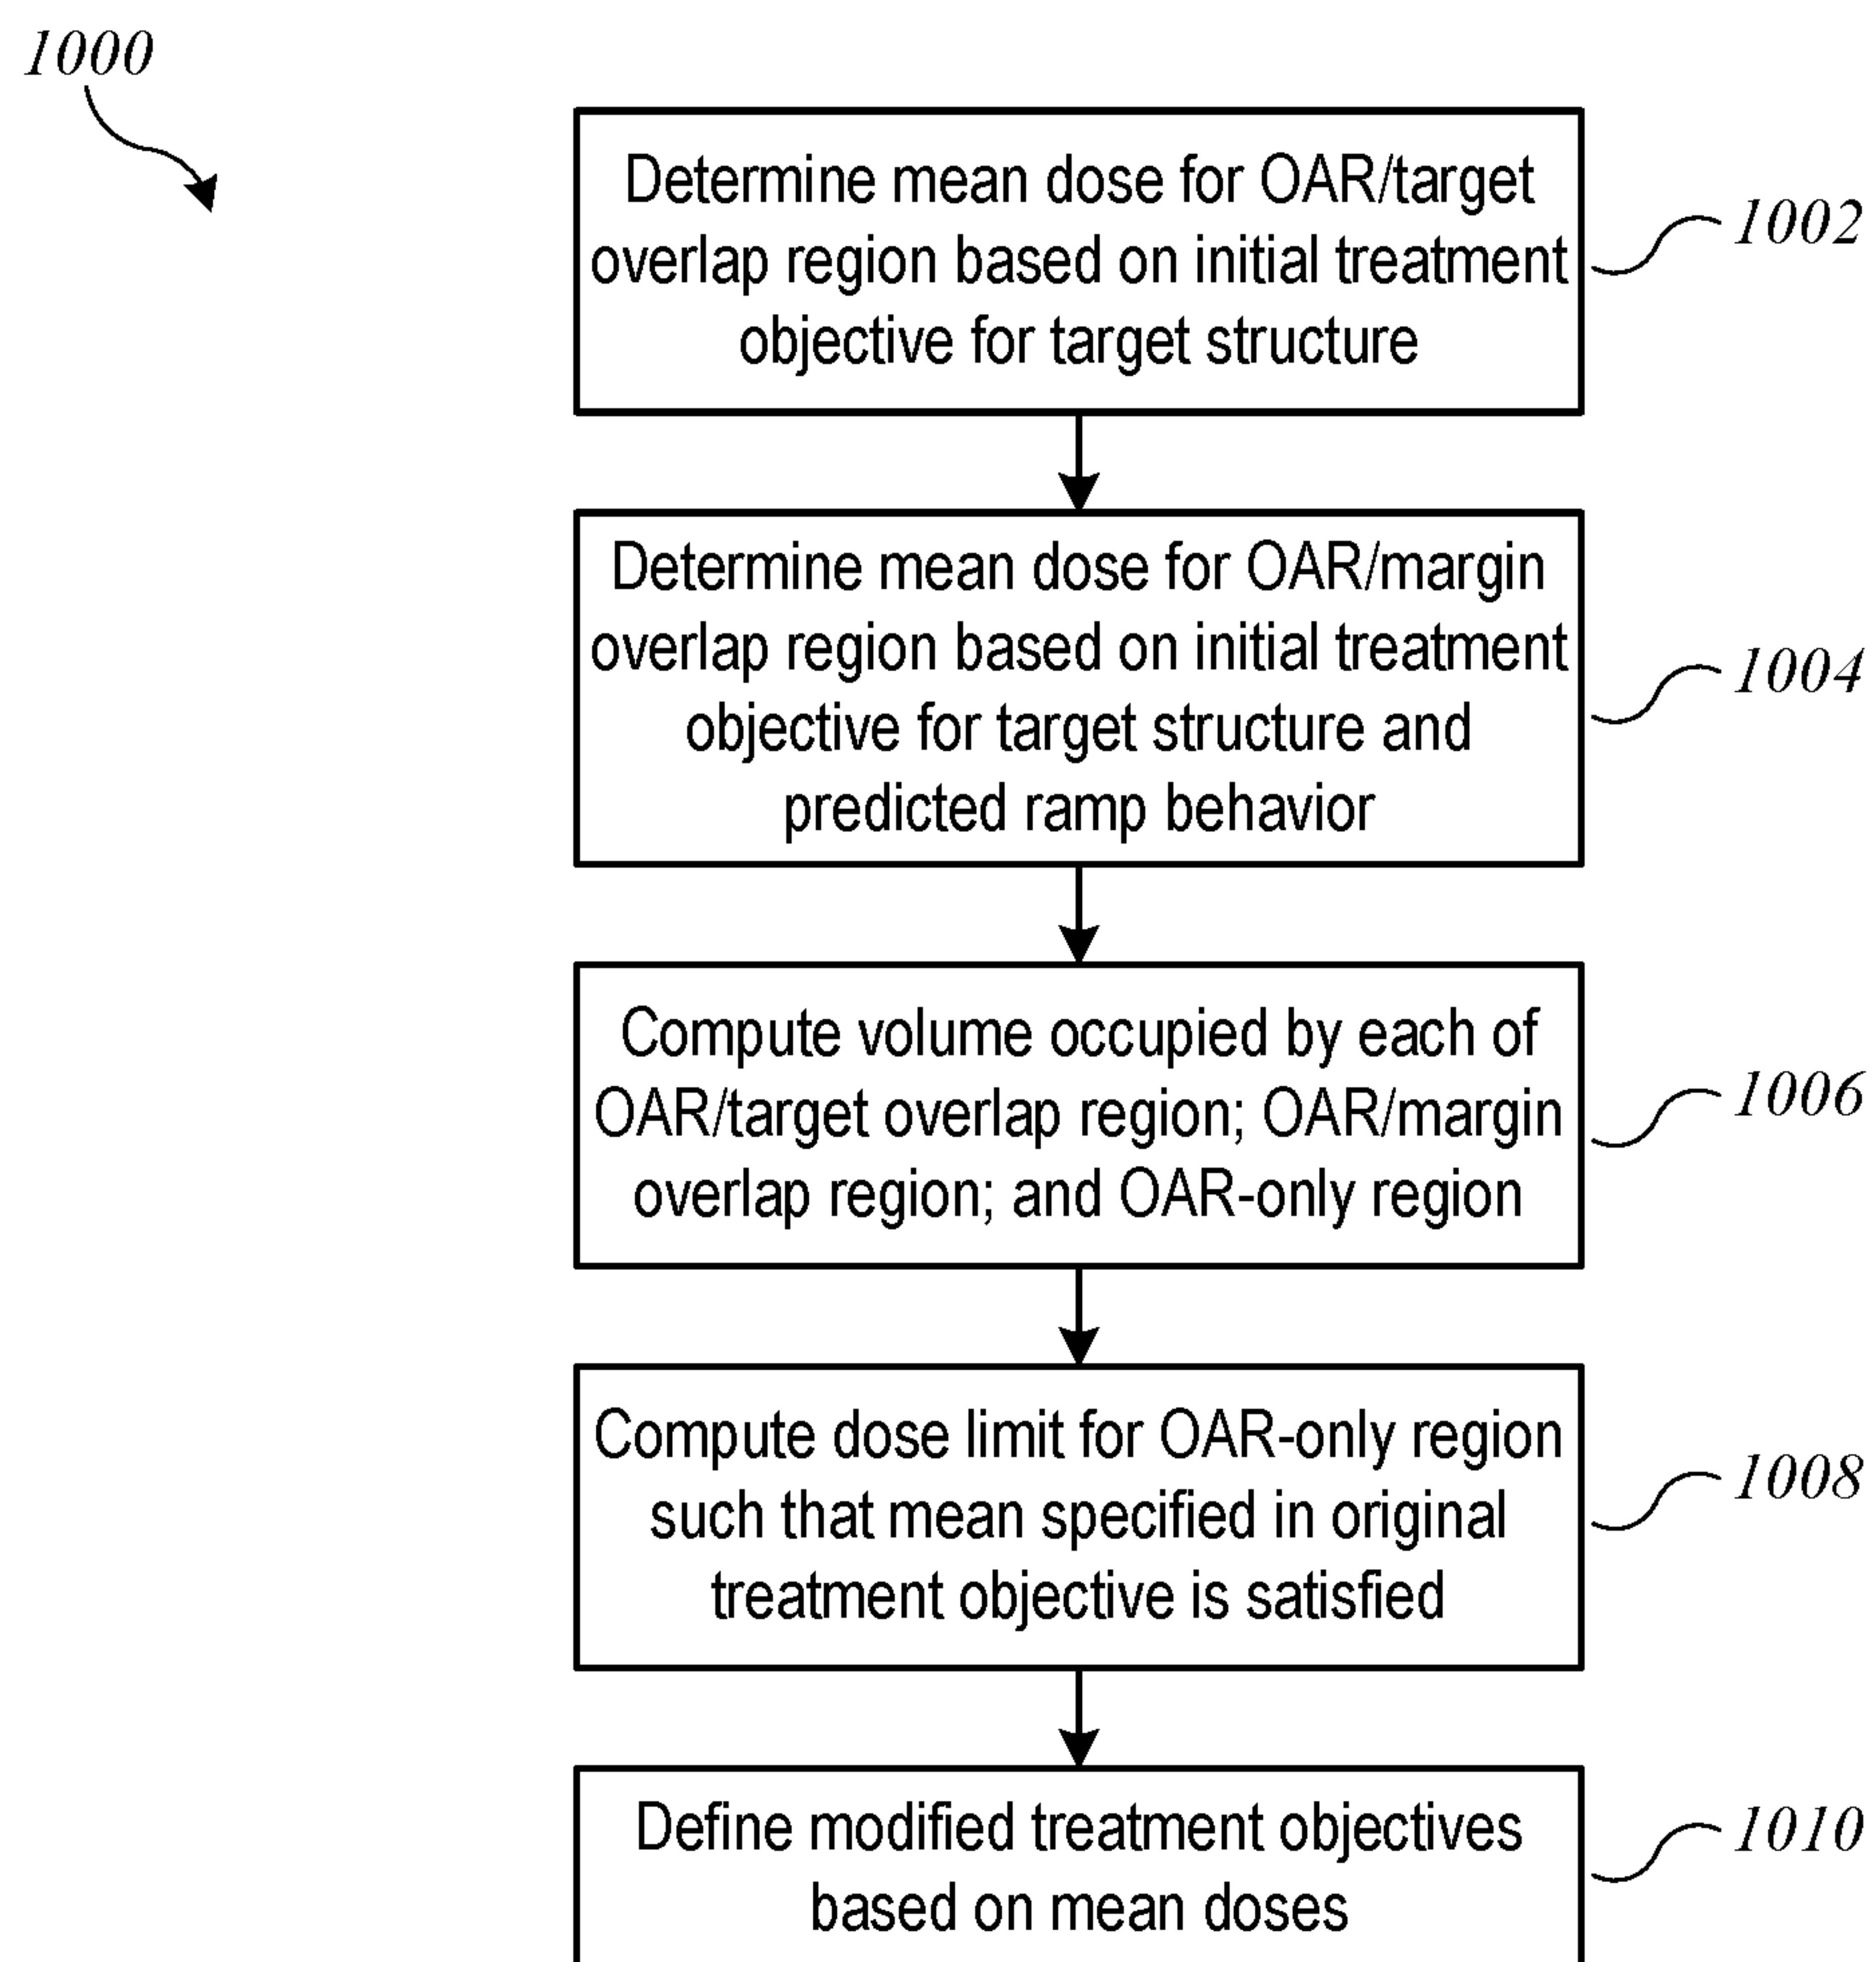 1000
Determine mean dose for OAR/target
overlap region based on initial treatment
objective for target structure
1002
Determine mean dose for OAR/margin
overlap region based on initial treatment
objective for target structure and
predicted ramp behavior
1004
Compute volume occupied by each of
OAR/target overlap region; OAR/margin
overlap region; and OAR-only region
1006
Compute dose limit for OAR-only region
such that mean specified in original
treatment objective is satisfied
1008
Define modified treatment objectives
based on mean doses
1010